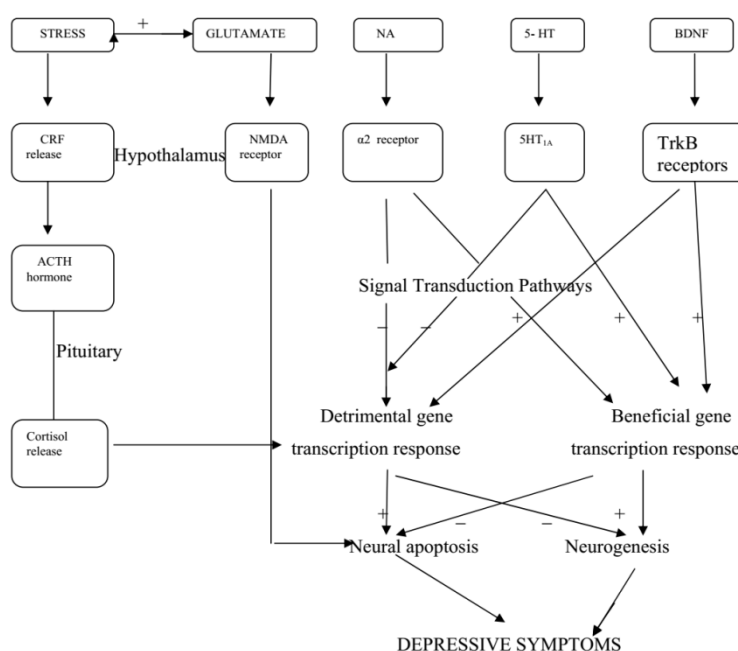 STRESS
+
GLUTAMATE
NA
5- HT
BDNF
CRF
release
Hypothalamus
NMDA
receptor
α2 receptor
5HT1A
TrkB
receptors
ACTH
hormone
Signal Transduction Pathways
– – + + +
Pituitary
Cortisol
release
Detrimental gene
transcription response
Beneficial gene
transcription response
+ – – +
Neural apoptosis
Neurogenesis
DEPRESSIVE SYMPTOMS